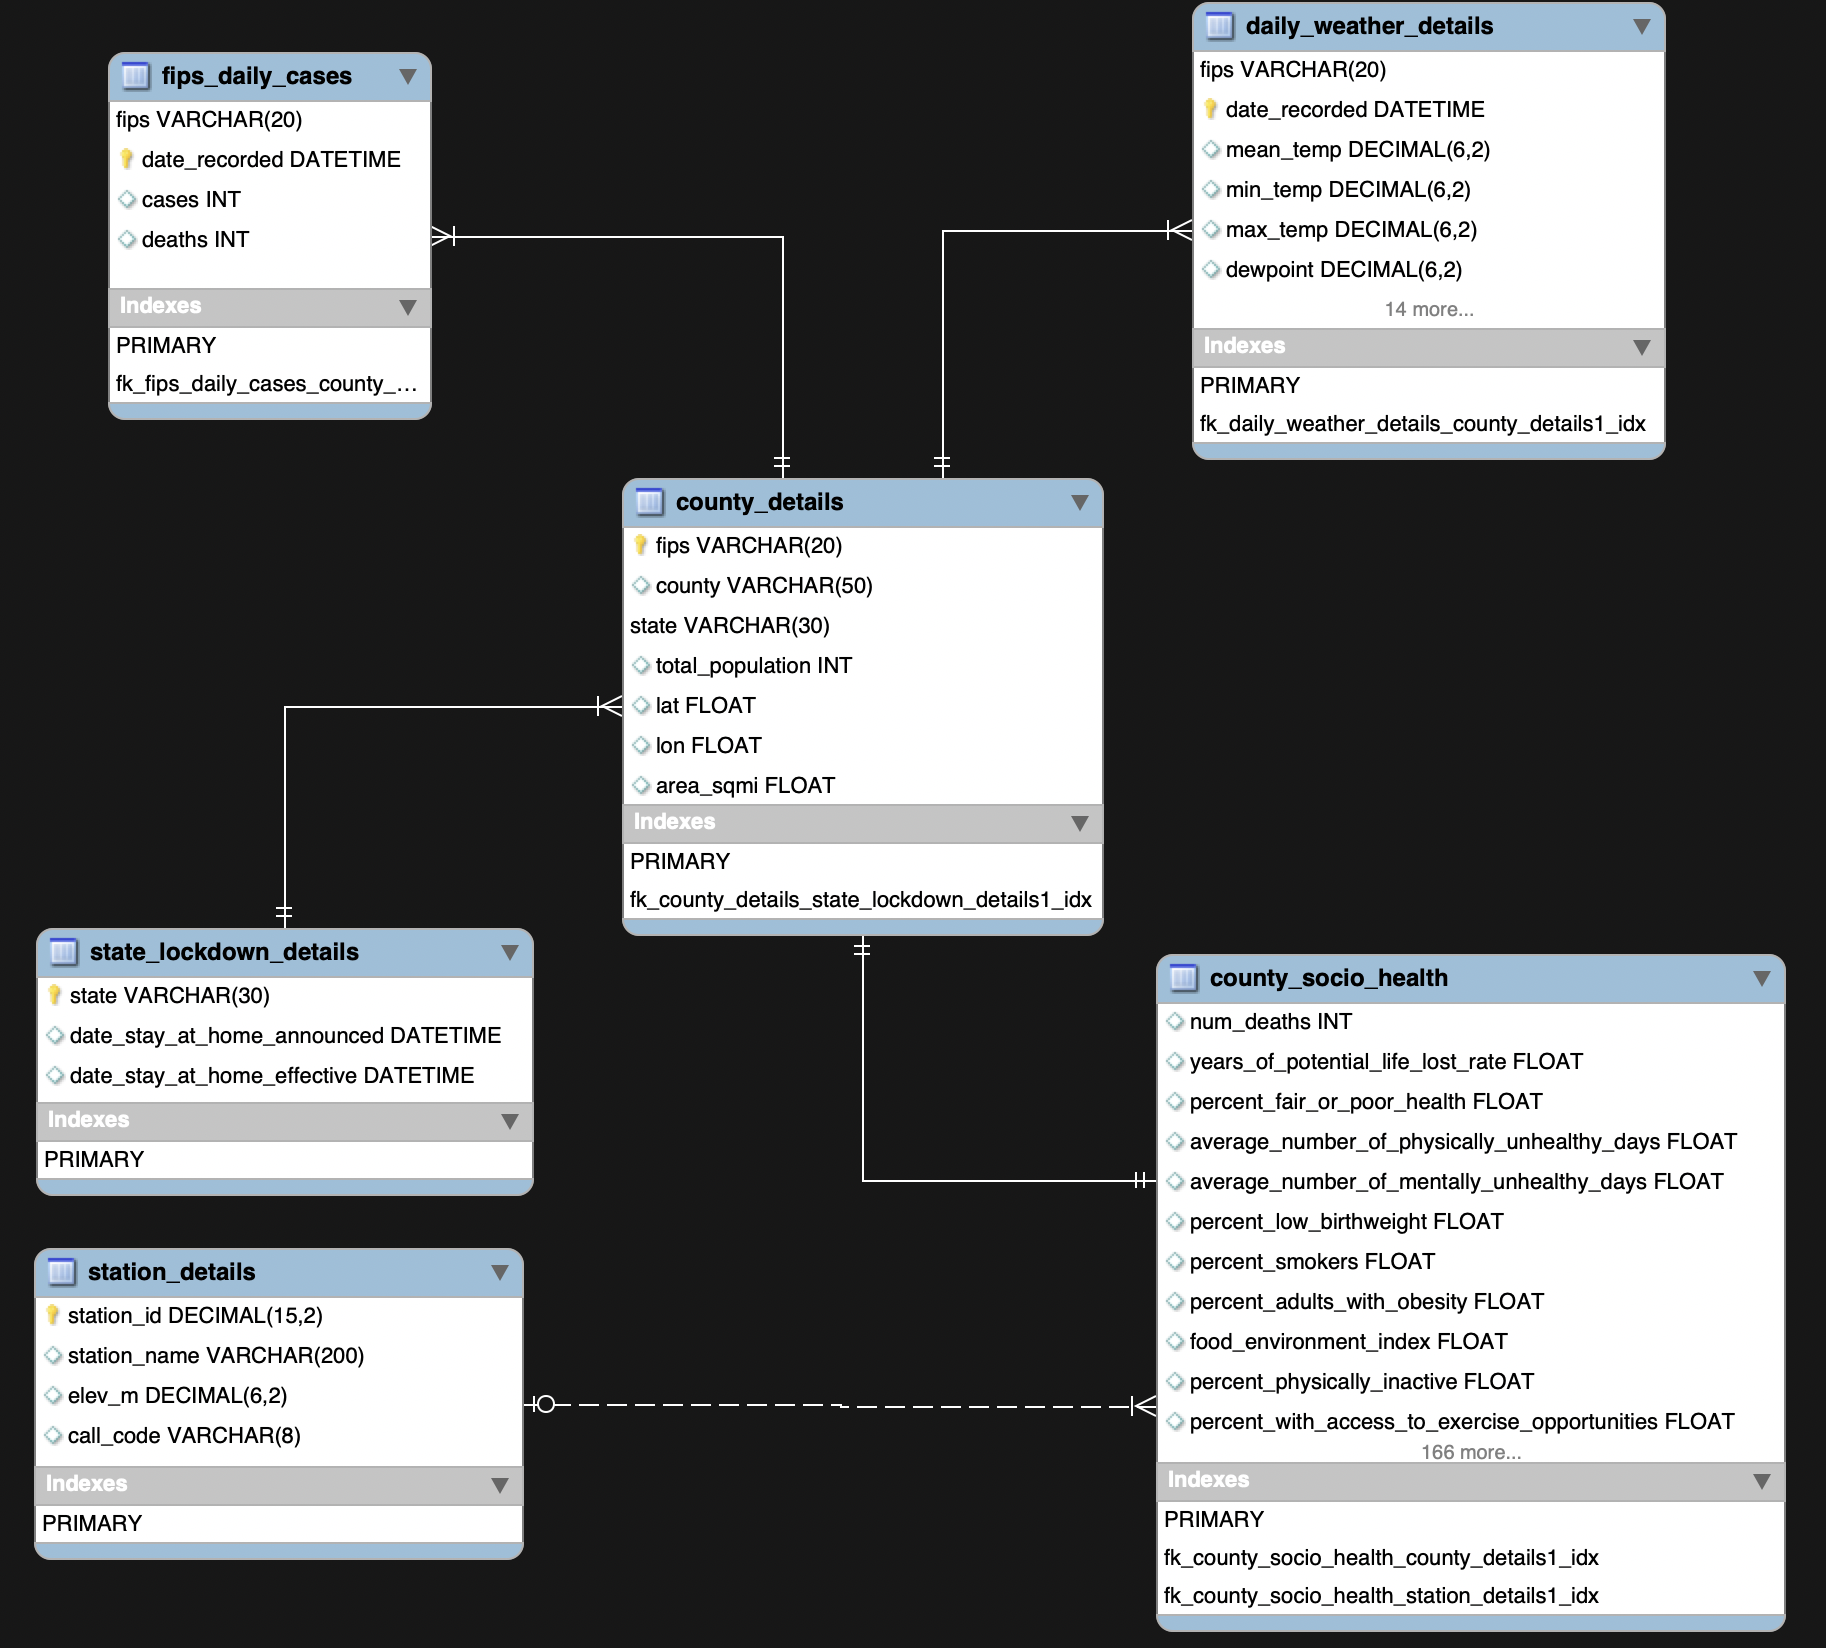 fips_daily_cases
fips VARCHAR(20)
date_recorded DATETIME
cases INT
deaths INT
Indexes
PRIMARY
fk_fips_daily_cases_county_...
daily_weather_details
fips VARCHAR(20)
date_recorded DATETIME
mean_temp DECIMAL(6,2)
min_temp DECIMAL(6,2)
max_temp DECIMAL(6,2)
dewpoint DECIMAL(6,2)
14 more...
Indexes
PRIMARY
fk_daily_weather_details_county_details1_idx
county_details
fips VARCHAR(20)
county VARCHAR(50)
state VARCHAR(30)
total_population INT
lat FLOAT
lon FLOAT
area_sqmi FLOAT
Indexes
PRIMARY
fk_county_details_state_lockdown_details1_idx
state_lockdown_details
state VARCHAR(30)
date_stay_at_home_announced DATETIME
date_stay_at_home_effective DATETIME
Indexes
PRIMARY
county_socio_health
num_deaths INT
years_of_potential_life_lost_rate FLOAT
percent_fair_or_poor_health FLOAT
average_number_of_physically_unhealthy_days FLOAT
average_number_of_mentally_unhealthy_days FLOAT
percent_low_birthweight FLOAT
percent_smokers FLOAT
percent_adults_with_obesity FLOAT
food_environment_index FLOAT
percent_physically_inactive FLOAT
percent_with_access_to_exercise_opportunities FLOAT
166 more...
Indexes
PRIMARY
fk_county_socio_health_county_details1_idx
fk_county_socio_health_station_details1_idx
station_details
station_id DECIMAL(15,2)
station_name VARCHAR(200)
elev_m DECIMAL(6,2)
call_code VARCHAR(8)
Indexes
PRIMARY